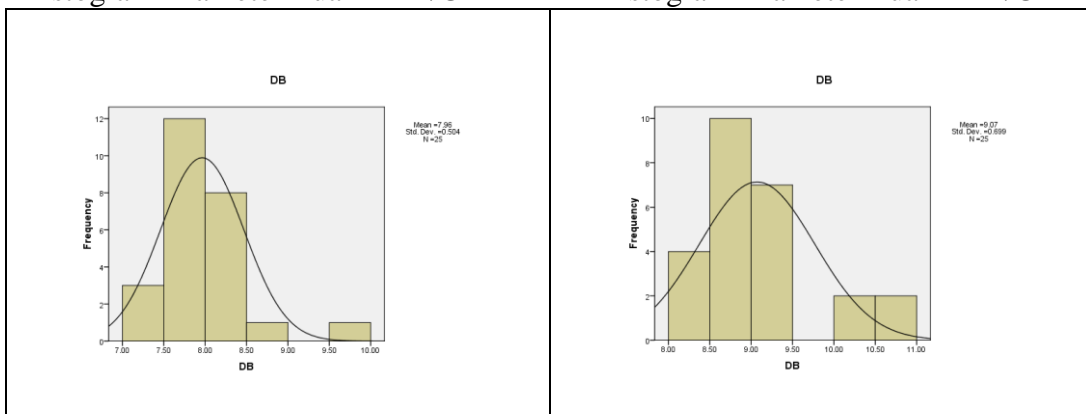 DB
Mean =7.96
Std. Dev. =0.504
N =25
Frequency
12
10
8
6
4
2
0
7.00 7.50 8.00 8.50 9.00 9.50 10.00
DB
DB
Mean =9.07
Std. Dev. =0.699
N =25
Frequency
10
8
6
4
2
0
8.00 8.50 9.00 9.50 10.00 10.50 11.00
DB